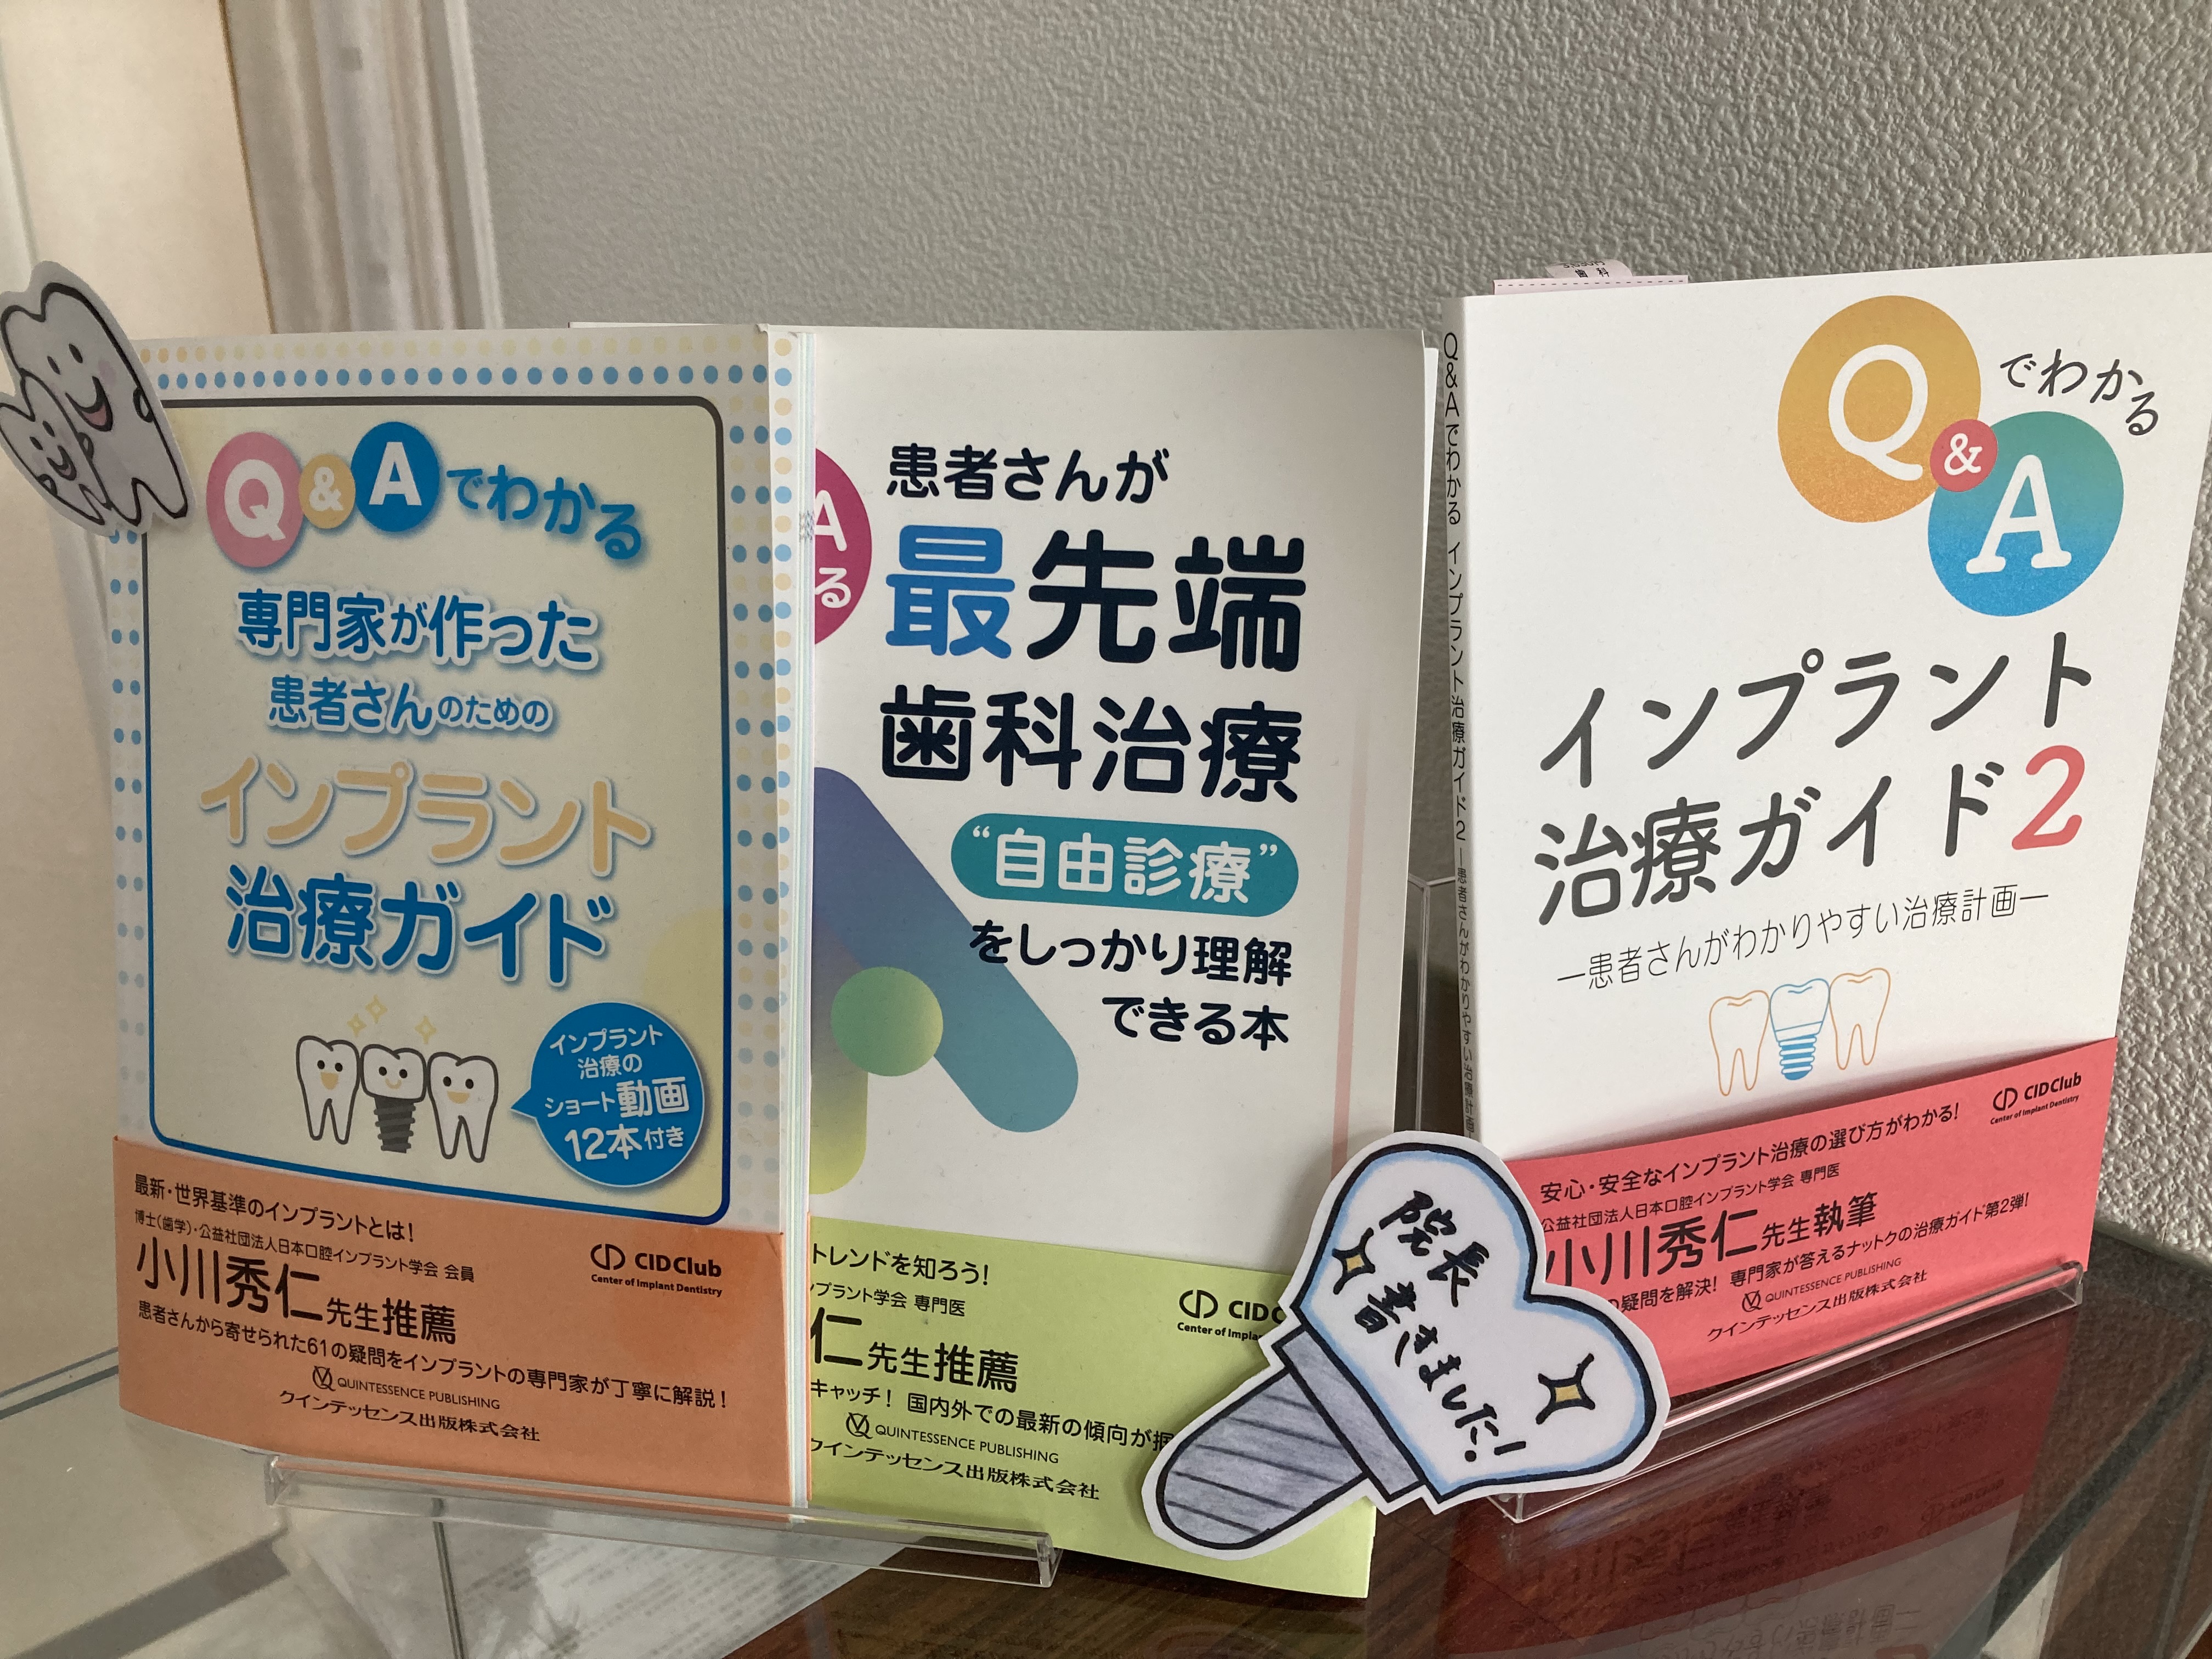 Q&Aでわかる
専門家が作った
患者さんのための
インプラント
治療ガイド
インプラント
治療の
ショート動画
12本付き
最新・世界基準のインプラントとは!
博士(歯学)・公益社団法人日本口腔インプラント学会 会員
小川秀仁先生推薦
CIDClub
Center of Implant Dentistry
患者さんから寄せられた61の疑問をインプラントの専門家が丁寧に解説!
QUINTESSENCE PUBLISHING
クインテッセンス出版株式会社
A
る
患者さんが
最先端
歯科治療
“自由診療”
をしっかり理解
できる本
トレンドを知ろう!
プラント学会 専門医
仁先生推薦
CIDC
Center of Impla
キャッチ! 国内外での最新の傾向が
QUINTESSENCE PUBLISHING
クインテッセンス出版株式会社
院長
書きました!
歯科
Q&Aでわかる インプラント治療ガイド2 ―患者さんがわかりやすい治療計画
Q&Aでわかる
インプラント
治療ガイド2
―患者さんがわかりやすい治療計画―
CIDClub
Center of Implant Dentistry
安心・安全なインプラント治療の選び方がわかる!
公益社団法人日本口腔インプラント学会 専門医
小川秀仁先生執筆
の疑問を解決! 専門家が答えるナットクの治療ガイド第2弾!
QUINTESSENCE PUBLISHING
クインテッセンス出版株式会社